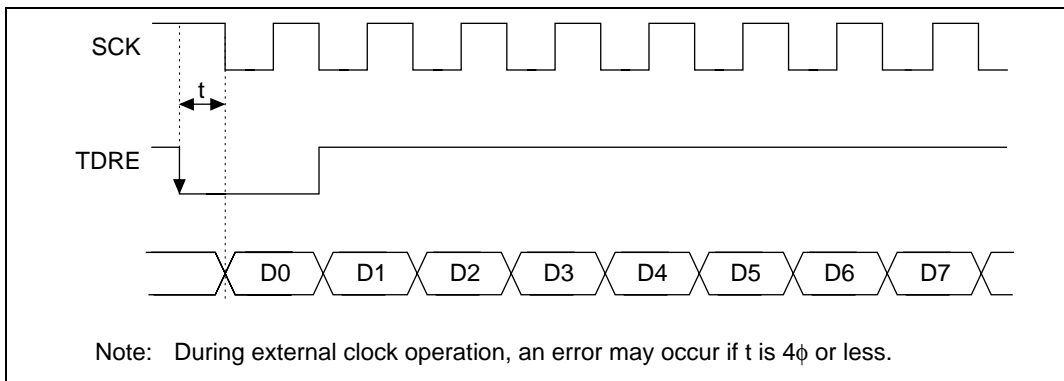 SCK
t
TDRE
D0 D1 D2 D3 D4 D5 D6 D7
Note: During external clock operation, an error may occur if t is 4ϕ or less.